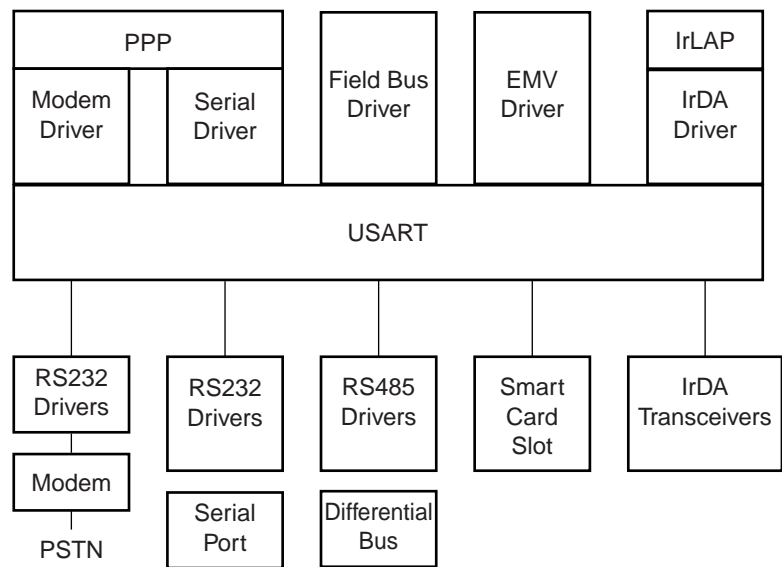 PPP
IrLAP
Modem
Driver
Serial
Driver
Field Bus
Driver
EMV
Driver
IrDA
Driver
USART
RS232
Drivers
RS232
Drivers
RS485
Drivers
Smart
Card
Slot
IrDA
Transceivers
Modem
Serial
Port
Differential
Bus
PSTN